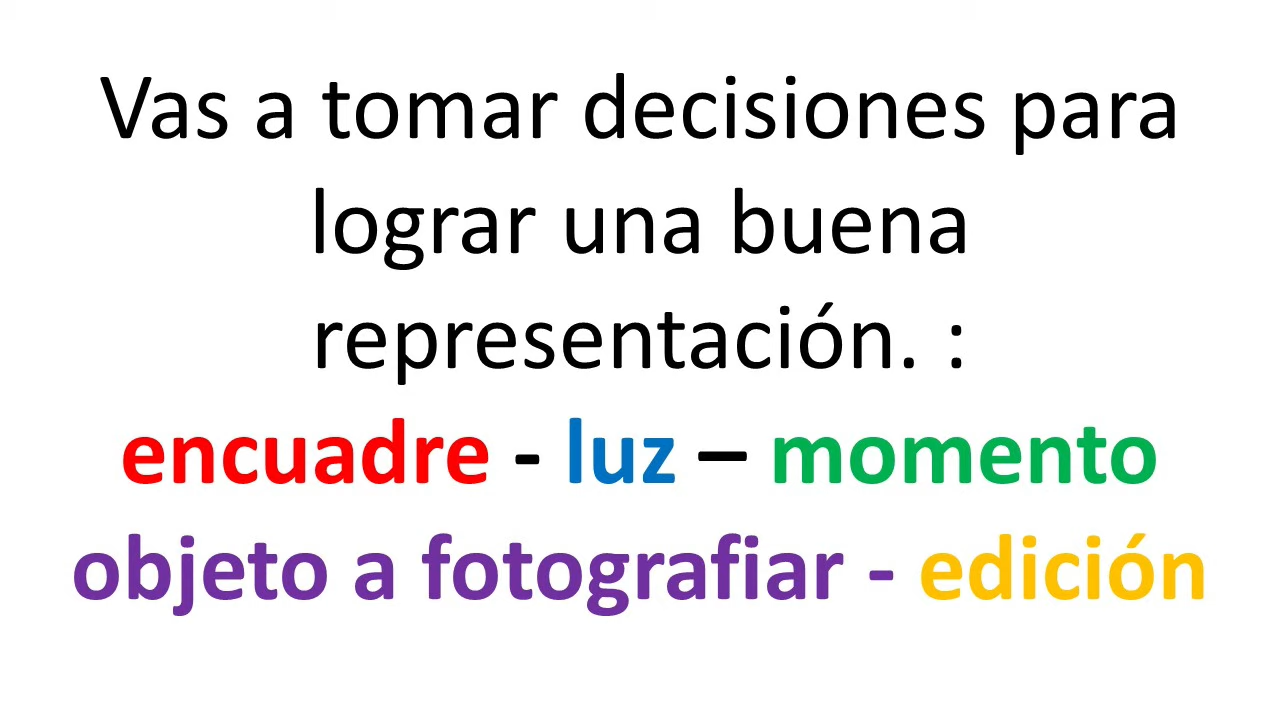 Vas a tomar decisiones para
lograr una buena
representación. :
encuadre - luz – momento
objeto a fotografiar - edición